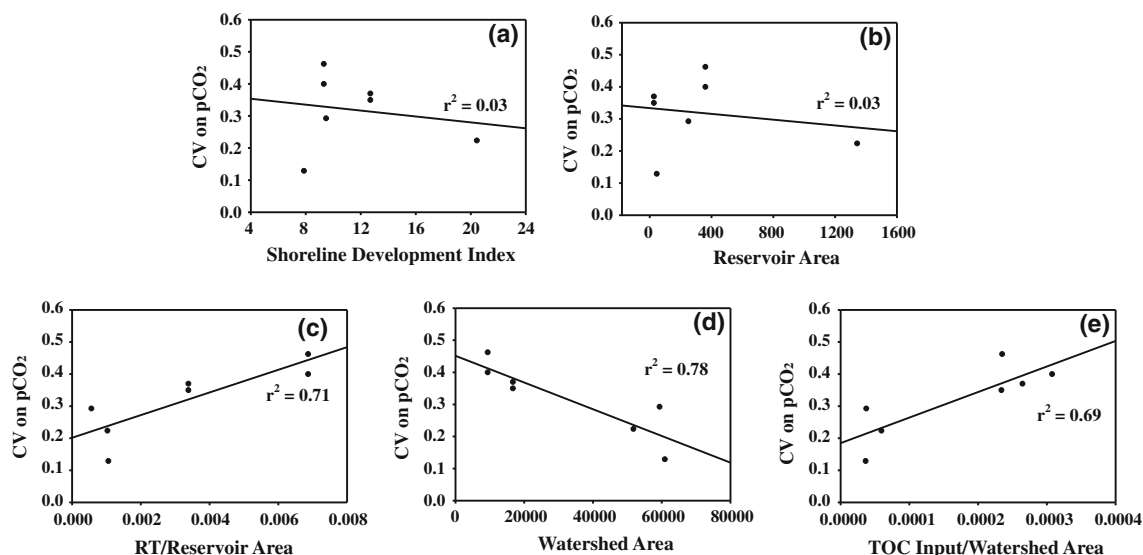 (a)
CV on pCO₂
0.6
0.5
0.4
0.3
0.2
0.1
0.0
r² = 0.03
4 8 12 16 20 24
Shoreline Development Index
(b)
CV on pCO₂
0.6
0.5
0.4
0.3
0.2
0.1
0.0
r² = 0.03
0 400 800 1200 1600
Reservoir Area
(c)
CV on pCO₂
0.6
0.5
0.4
0.3
0.2
0.1
0.0
r² = 0.71
0.000 0.002 0.004 0.006 0.008
RT/Reservoir Area
(d)
CV on pCO₂
0.6
0.5
0.4
0.3
0.2
0.1
0.0
r² = 0.78
0 20000 40000 60000 80000
Watershed Area
(e)
CV on pCO₂
0.6
0.5
0.4
0.3
0.2
0.1
0.0
r² = 0.69
0.0000 0.0001 0.0002 0.0003 0.0004
TOC Input/Watershed Area